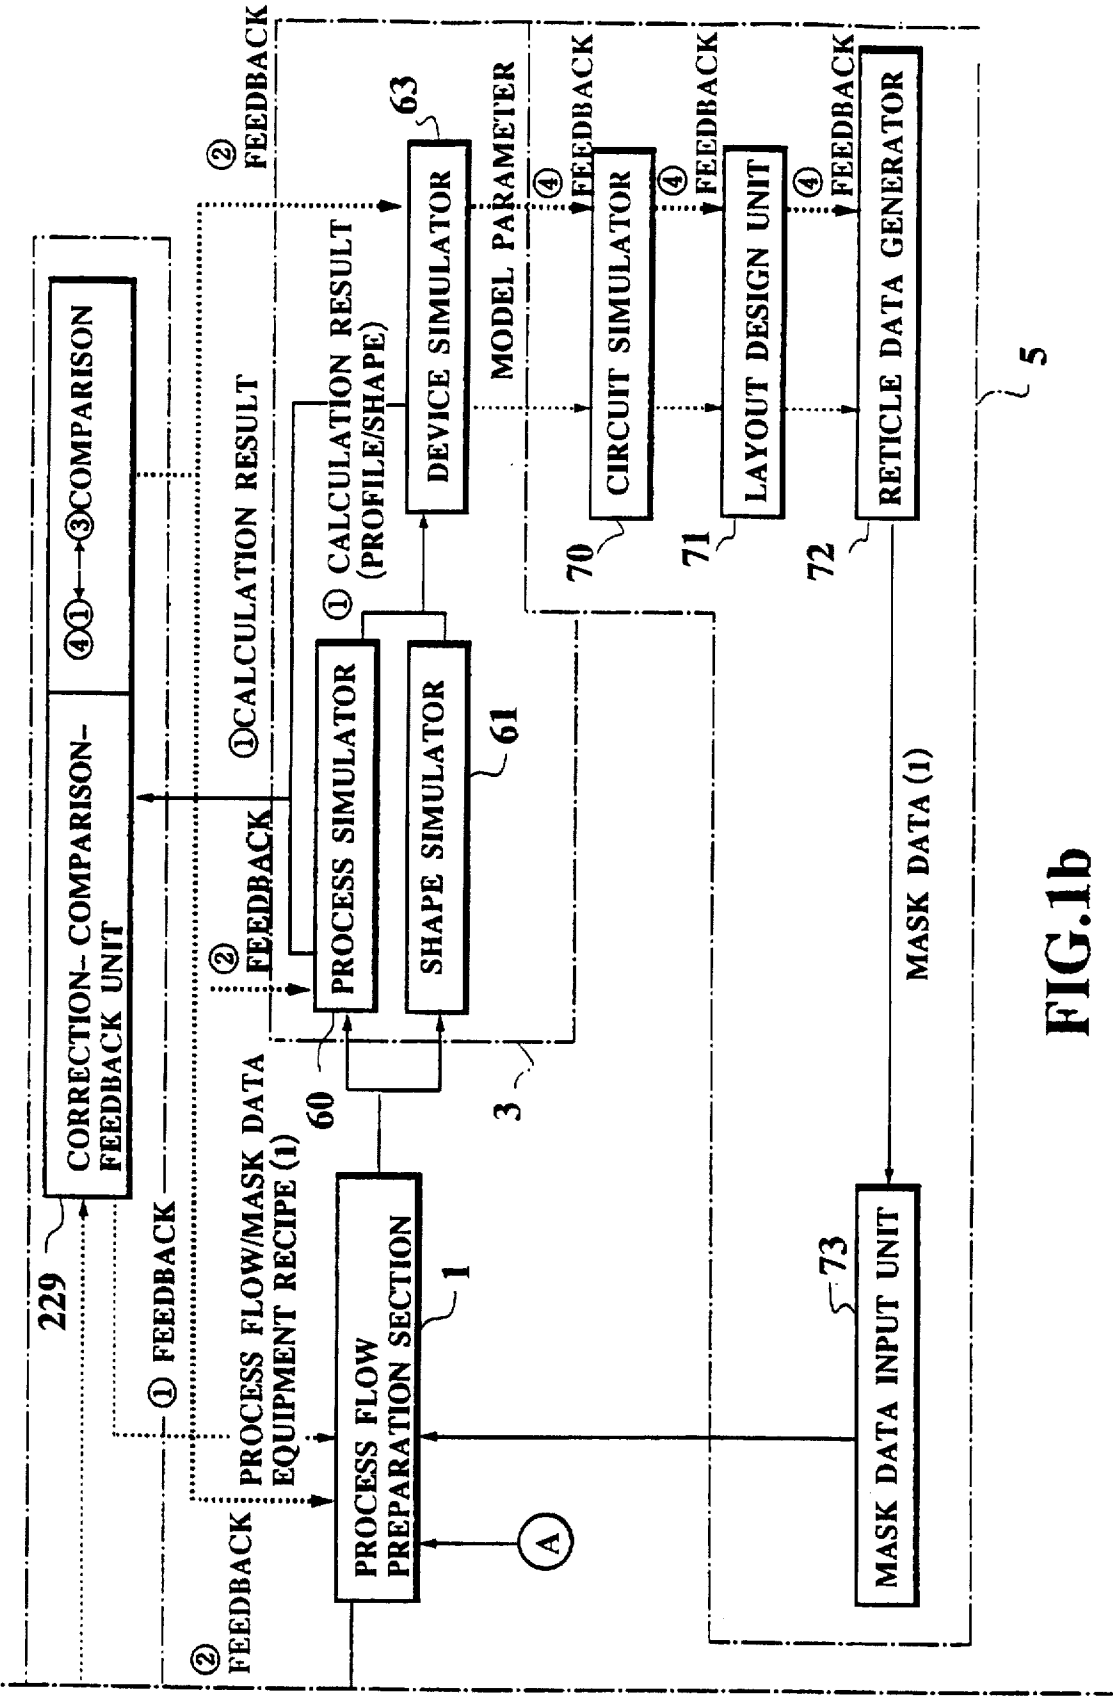 229
CORRECTION– COMPARISON–
FEEDBACK UNIT
④①↔③COMPARISON
① FEEDBACK
② FEEDBACK
② FEEDBACK
② FEEDBACK
PROCESS FLOW/MASK DATA
EQUIPMENT RECIPE (1)
①CALCULATION RESULT
① CALCULATION RESULT
(PROFILE/SHAPE)
PROCESS FLOW
PREPARATION SECTION
1
A
60
PROCESS SIMULATOR
SHAPE SIMULATOR
61
3
DEVICE SIMULATOR
63
MODEL PARAMETER
④ FEEDBACK
70
CIRCUIT SIMULATOR
④ FEEDBACK
71
LAYOUT DESIGN UNIT
④ FEEDBACK
72
RETICLE DATA GENERATOR
MASK DATA (1)
73
MASK DATA INPUT UNIT
5
FIG.1b